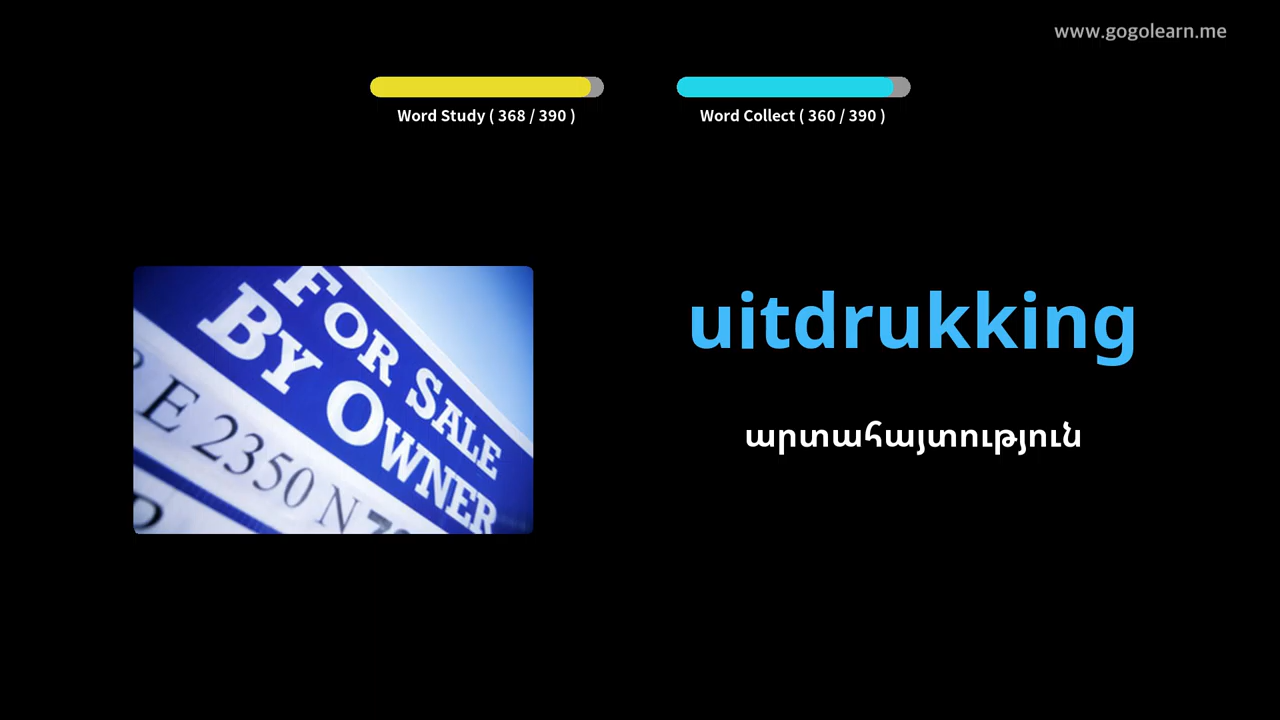 www.gogolearn.me
Word Study ( 368 / 390 )
Word Collect ( 360 / 390 )
FOR SALE
BY OWNER
E 2350 N
uitdrukking
արտահայտություն